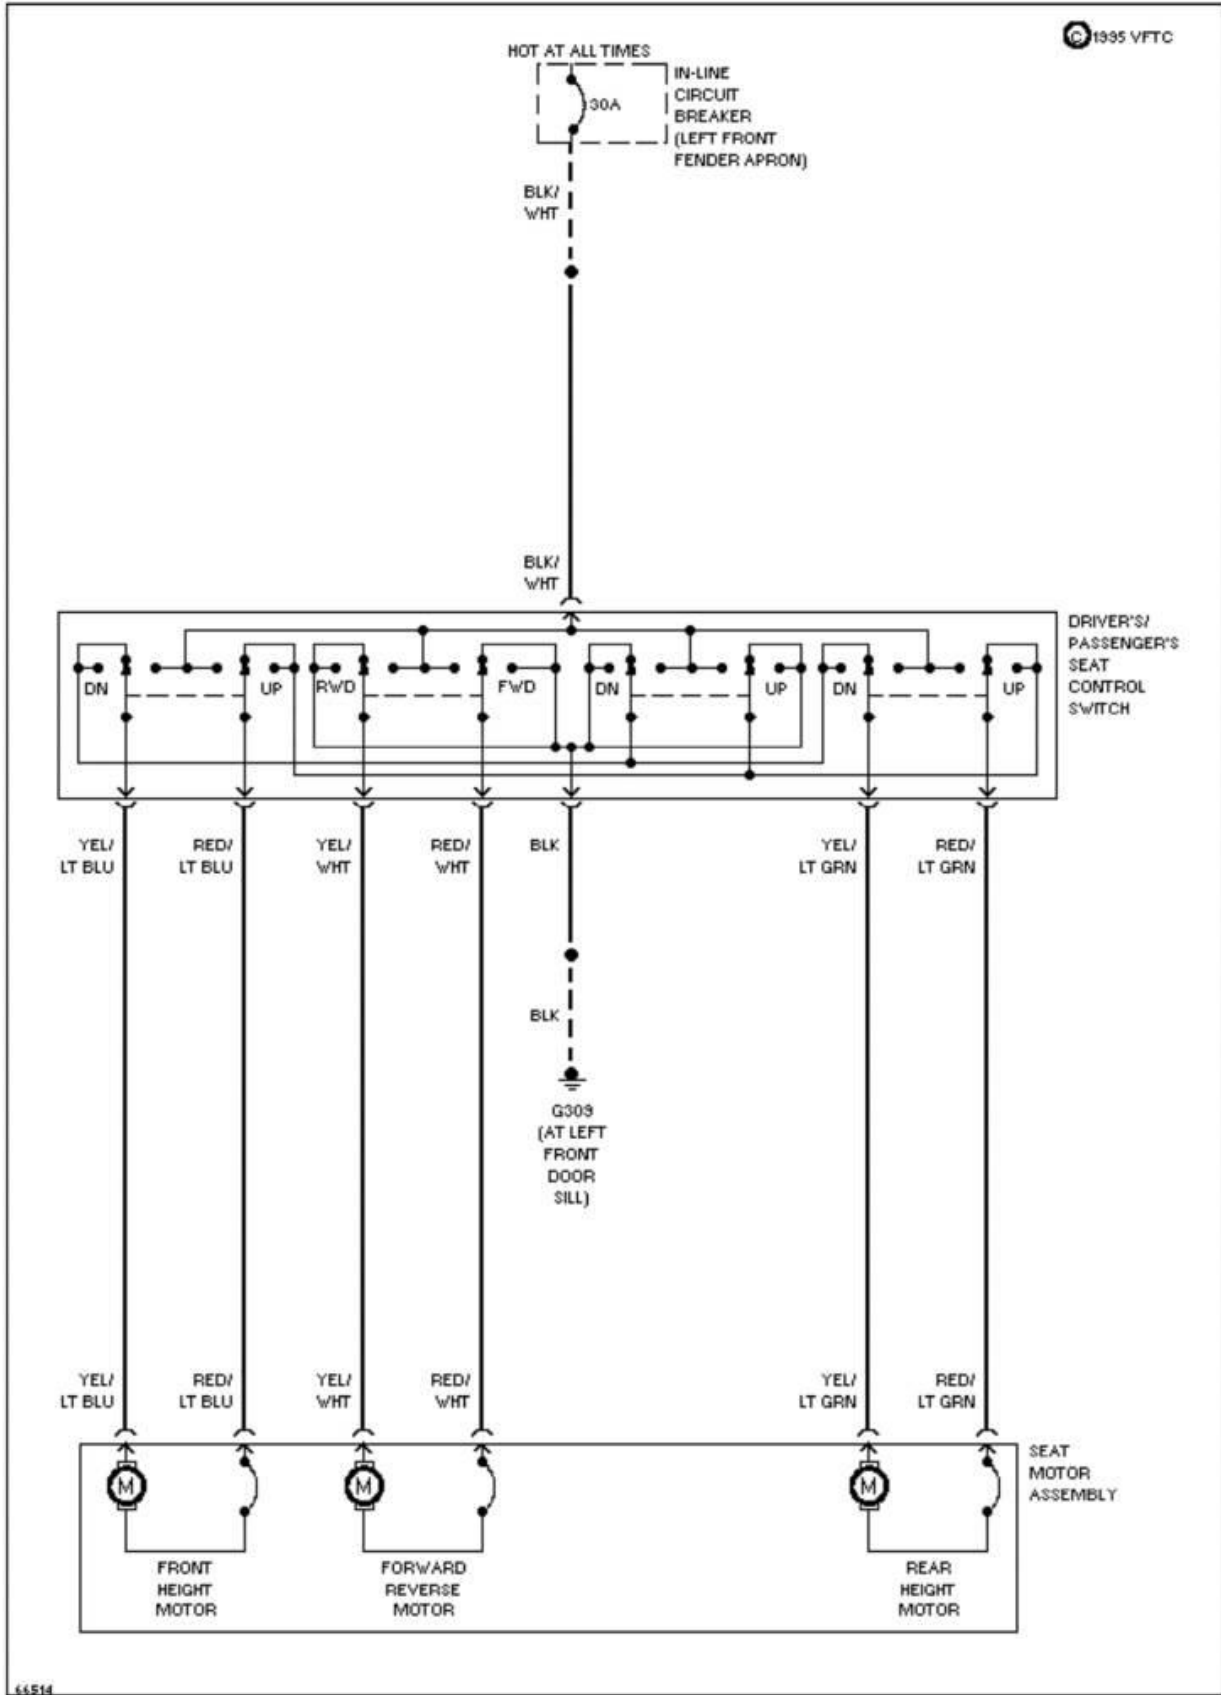 © 1995 VFTC
HOT AT ALL TIMES
30A
IN-LINE
CIRCUIT
BREAKER
(LEFT FRONT
FENDER APRON)
BLK/
WHT
BLK/
WHT
DRIVER'S/
PASSENGER'S
SEAT
CONTROL
SWITCH
DN
UP
RWD
FWD
DN
UP
DN
UP
YEL/
LT BLU
RED/
LT BLU
YEL/
WHT
RED/
WHT
BLK
YEL/
LT GRN
RED/
LT GRN
BLK
G309
(AT LEFT
FRONT
DOOR
SILL)
YEL/
LT BLU
RED/
LT BLU
YEL/
WHT
RED/
WHT
YEL/
LT GRN
RED/
LT GRN
SEAT
MOTOR
ASSEMBLY
M
M
M
FRONT
HEIGHT
MOTOR
FORWARD
REVERSE
MOTOR
REAR
HEIGHT
MOTOR
66514